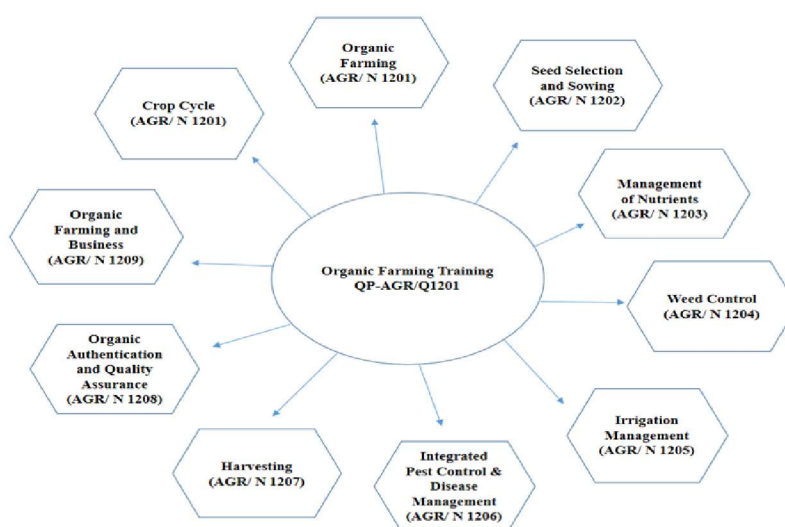 Organic
Farming
(AGR/ N 1201)
Seed Selection
and Sowing
(AGR/ N 1202)
Crop Cycle
(AGR/ N 1201)
Management
of Nutrients
(AGR/ N 1203)
Organic
Farming and
Business
(AGR/ N 1209)
Organic Farming Training
QP-AGR/Q1201
Weed Control
(AGR/ N 1204)
Organic
Authentication
and Quality
Assurance
(AGR/ N 1208)
Irrigation
Management
(AGR/ N 1205)
Harvesting
(AGR/ N 1207)
Integrated
Pest Control &
Disease
Management
(AGR/ N 1206)